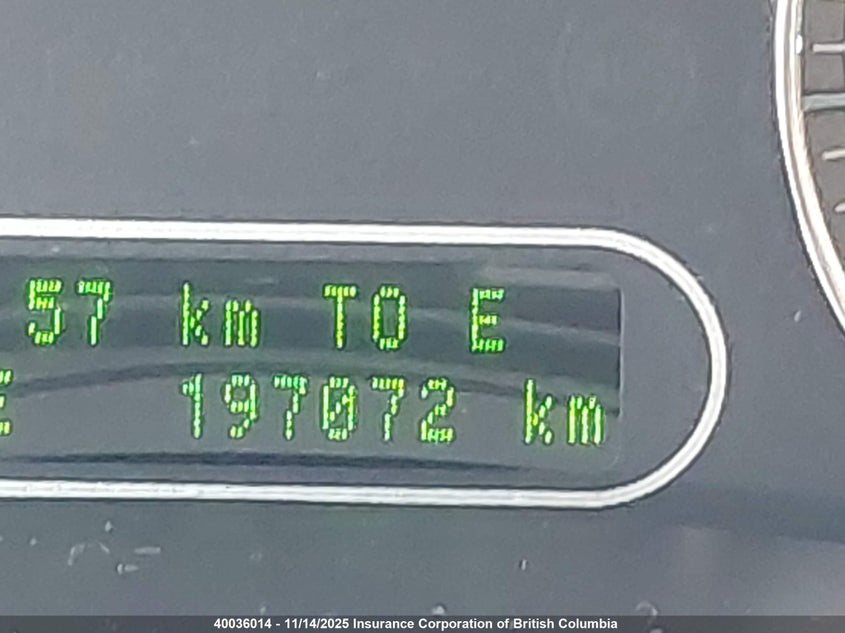 57 km TO E
E 197072 km
40036014 - 11/14/2025 Insurance Corporation of British Columbia